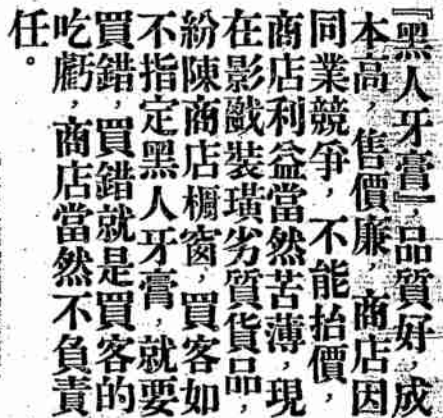 『黑人牙膏』品質好，成
本高，售價廉，商店因
同業競爭，不能抬價，
商店利益當然苦薄，現
在影戤裝璜劣質貨品，
紛陳商店櫥窗，買客如
不指定黑人牙膏，就要
買錯，買錯就是買客的
吃虧，商店當然不負責
任。